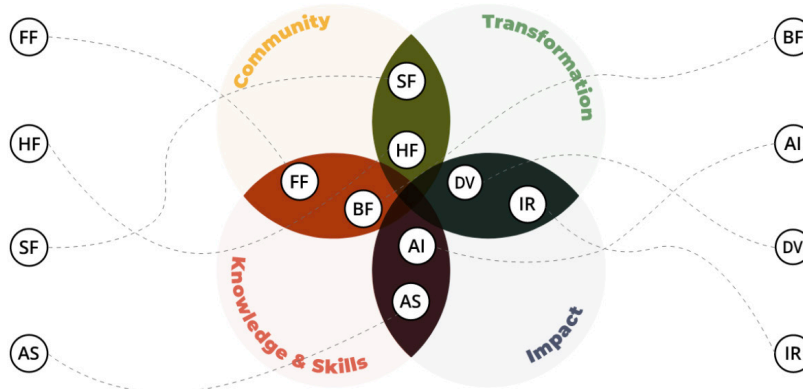 FF
BF
Community
Transformation
SF
HF
HF
AI
FF
DV
BF
IR
SF
AI
DV
AS
Knowledge & Skills
Impact
AS
IR